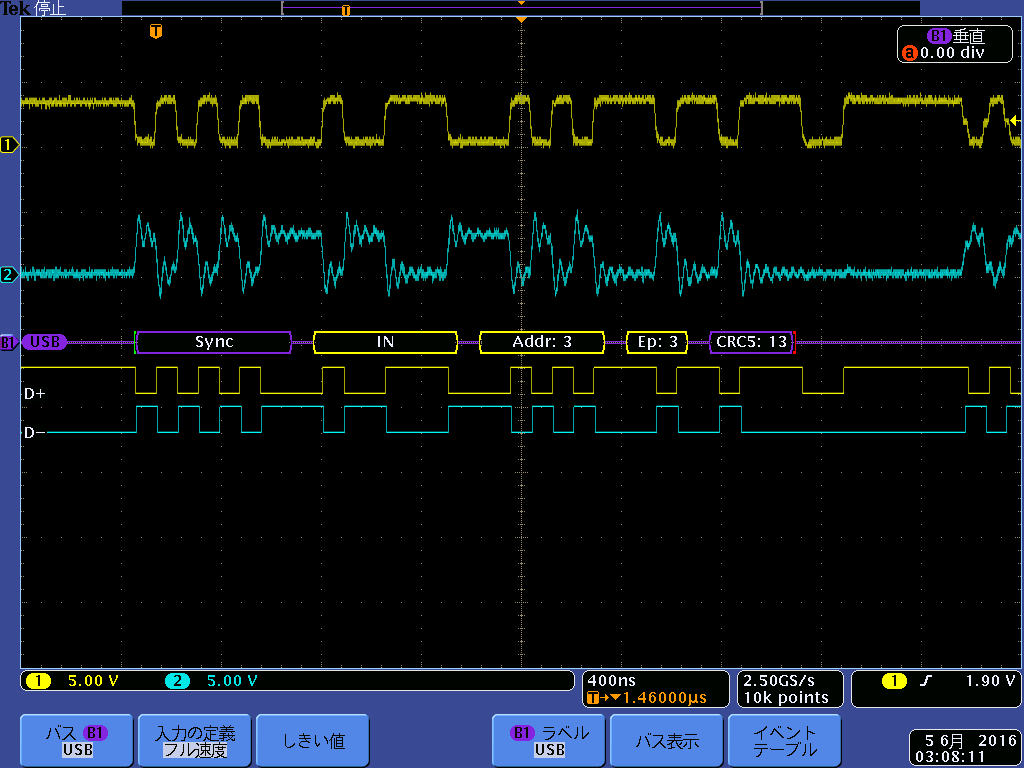 Tek 停止
T
T
B1 垂直
a 0.00 div
1
2
B1 USB Sync IN Addr: 3 Ep: 3 CRC5: 13
D+
D−
1 5.00 V 2 5.00 V
400ns
T→▼1.46000µs
2.50GS/s
10k points
1 1.90 V
バス B1
USB
入力の定義
フル速度
しきい値
B1 ラベル
USB
バス表示
イベント
テーブル
5 6月 2016
03:08:11